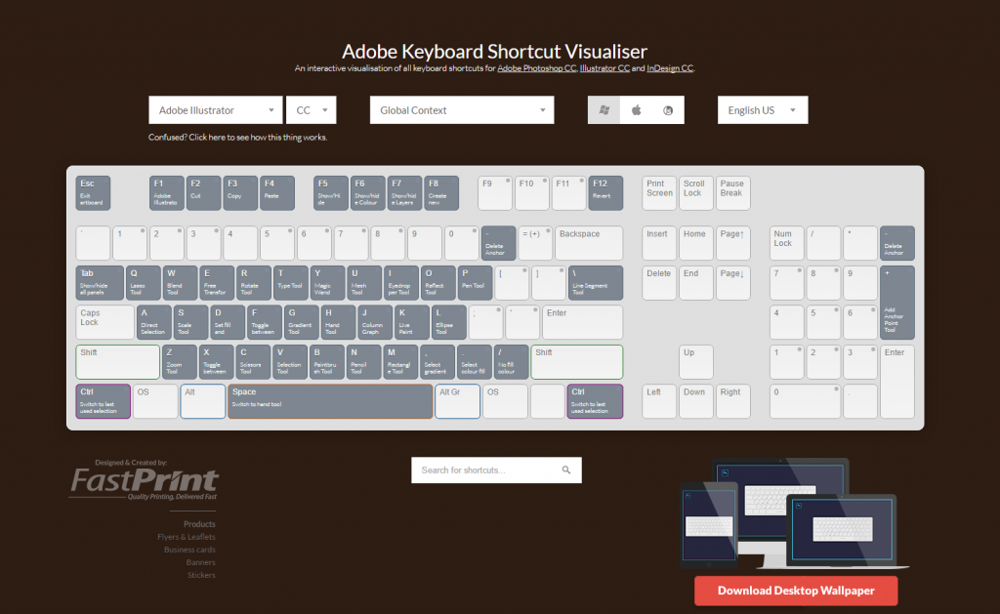 Adobe Keyboard Shortcut Visualiser
An interactive visualisation of all keyboard shortcuts for Adobe Photoshop CC, Illustrator CC and InDesign CC.
Adobe Illustrator CC Global Context English US
Confused? Click here to see how this thing works.
Esc F1 F2 F3 F4 F5 F6 F7 F8 F9 F10 F11 F12 Print Scroll Pause
Screen Lock Break
Exit Adobe Cut Copy Paste Show/Hi Show/hid Show/hid Create Revert
artboard Illustrato de e Colour e Layers new
` 1 2 3 4 5 6 7 8 9 0 - = (+) Backspace Insert Home Page↑ Num / * -
Lock
Delete Delete
Anchor Anchor
Tab Q W E R T Y U I O P [ ] \ Delete End Page↓ 7 8 9 +
Show/hide Lasso Blend Free Rotate Type Tool Magic Mesh Eyedrop Reflect Pen Tool Line Segment
all panels Tool Tool Transfor Tool Wand Tool per Tool Tool Tool
Caps A S D F G H J K L ; ' Enter 4 5 6
Lock
Add
Anchor
Point
Tool
Direct Scale Set fill Toggle Gradient Hand Column Live Ellipse
Selection Tool and between Tool Tool Graph Paint Tool
Shift Z X C V B N M , . / Shift Up 1 2 3 Enter
Zoom Toggle Scissors Selection Paintbru Pencil Rectangl Select Select No fill
Tool between Tool Tool sh Tool Tool e Tool gradient colour fill colour
Ctrl OS Alt Space Alt Gr OS Ctrl Left Down Right 0 .
Switch to last Switch to hand tool Switch to last
used selection used selection
Designed & Created by:
FastPrint
Quality Printing, Delivered Fast
Search for shortcuts...
Products
Flyers & Leaflets
Business cards
Banners
Stickers
Download Desktop Wallpaper